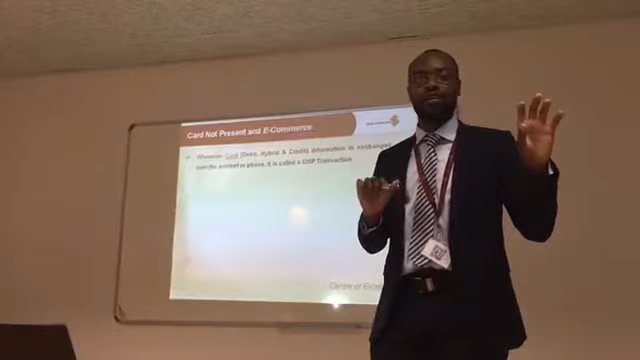 Card Not Present and E-Commerce
Whenever Card (Debit, Hybrid & Credit) information is exchanged
over the internet or phone, it is called a CNP Transaction
Centre of Excel